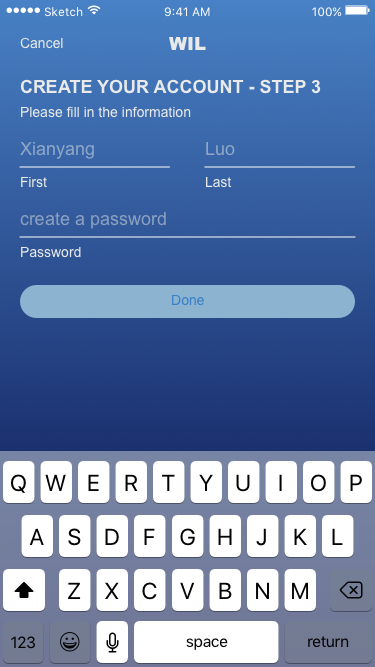 Sketch 9:41 AM 100%
Cancel WIL
CREATE YOUR ACCOUNT - STEP 3
Please fill in the information
Xianyang Luo
First Last
create a password
Password
Done
Q W E R T Y U I O P
A S D F G H J K L
Z X C V B N M
123 space return